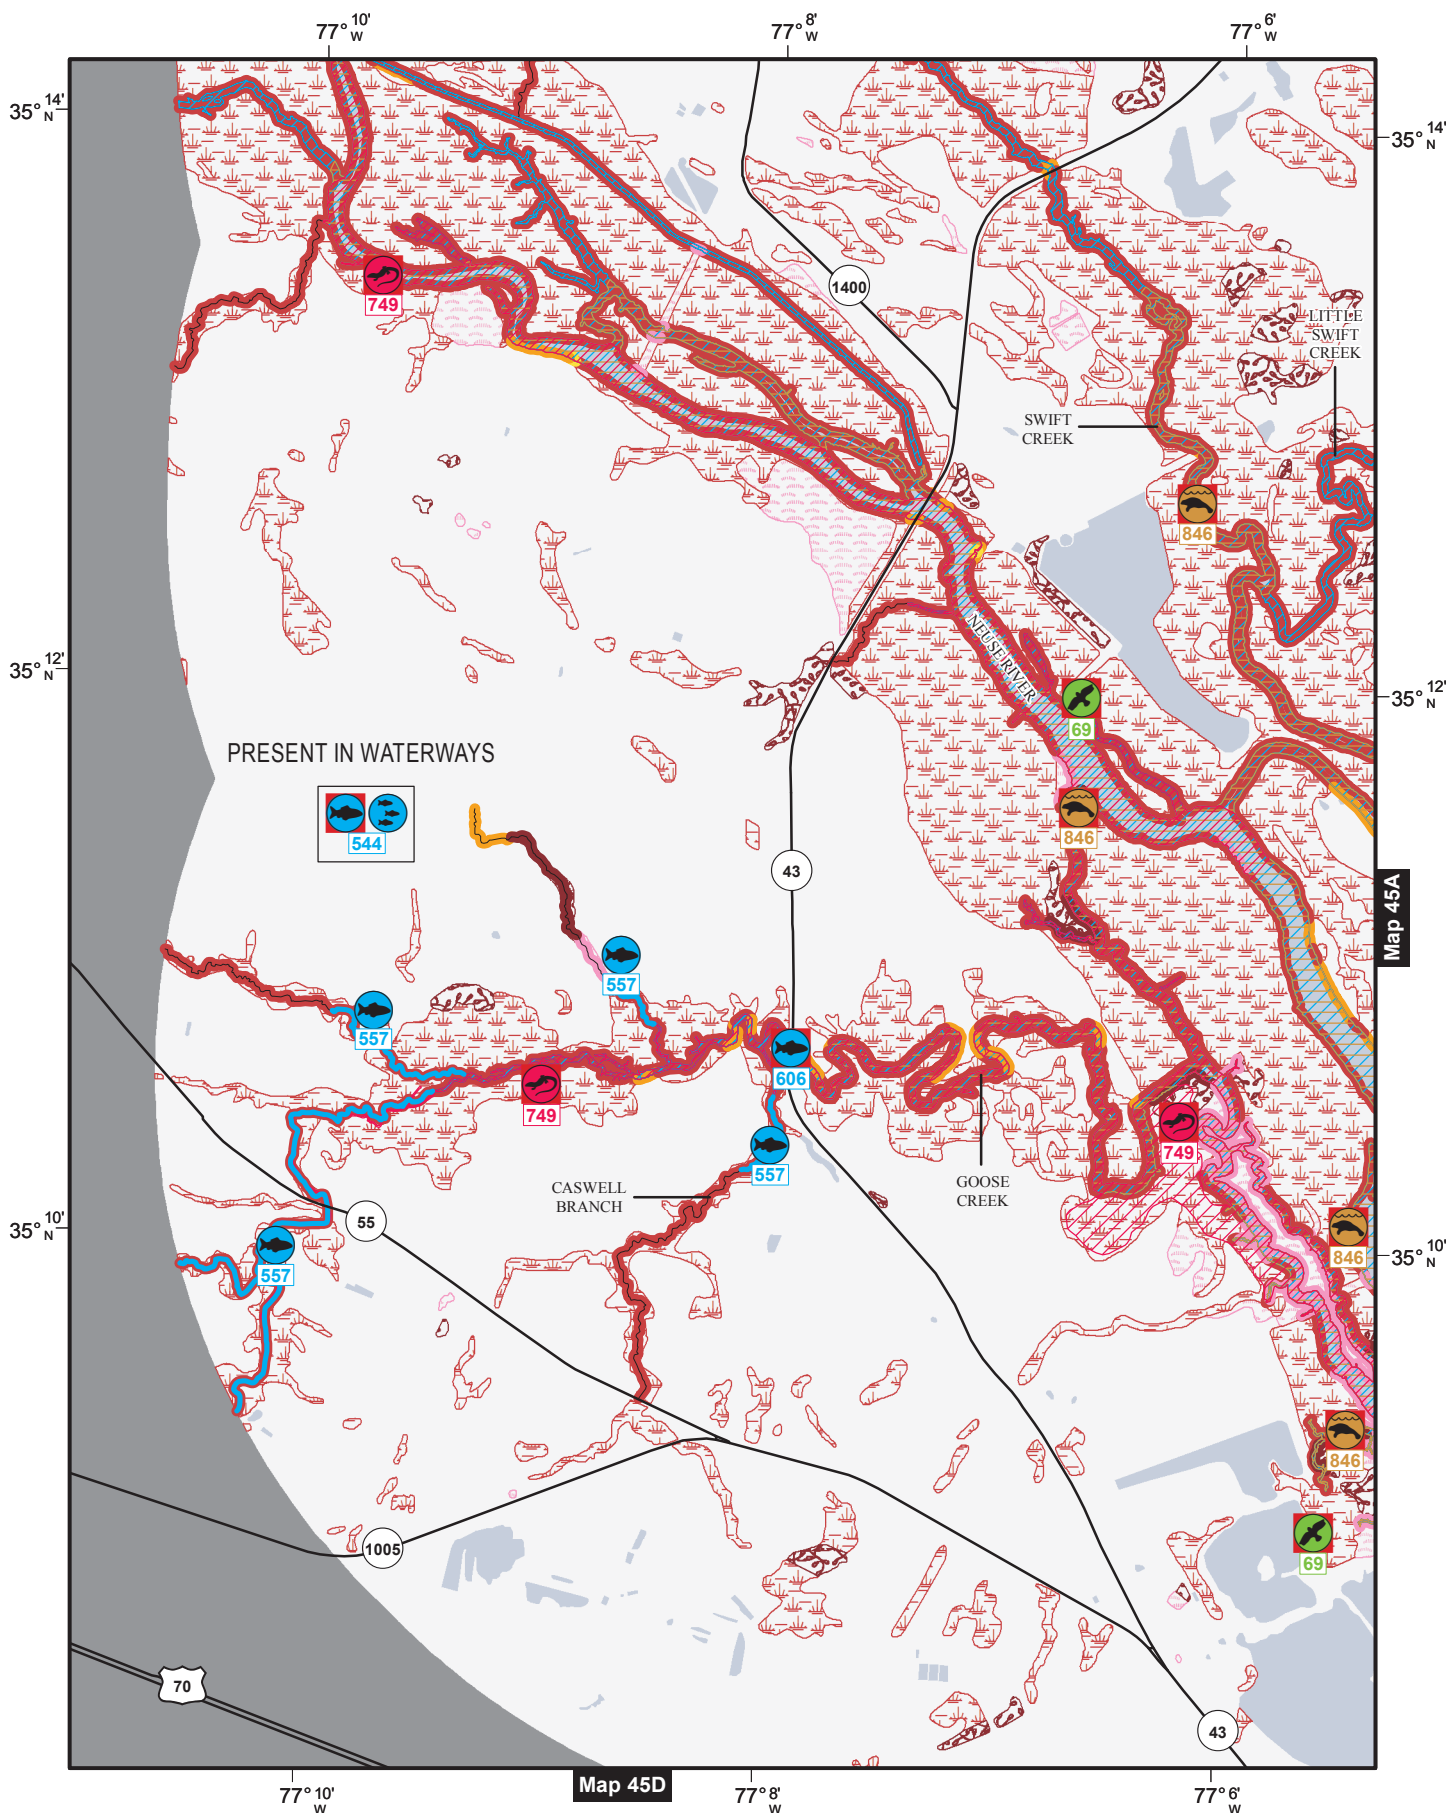 77° 10' W
77° 8' W
77° 6' W
35° 14' N
35° 14' N
749
1400
LITTLE
SWIFT
CREEK
SWIFT
CREEK
846
NEUSE RIVER
35° 12' N
35° 12' N
69
PRESENT IN WATERWAYS
544
846
43
Map 45A
557
557
606
749
749
557
CASWELL
BRANCH
GOOSE
CREEK
55
35° 10' N
35° 10' N
557
846
846
1005
69
70
43
Map 45D
77° 10' W
77° 8' W
77° 6' W